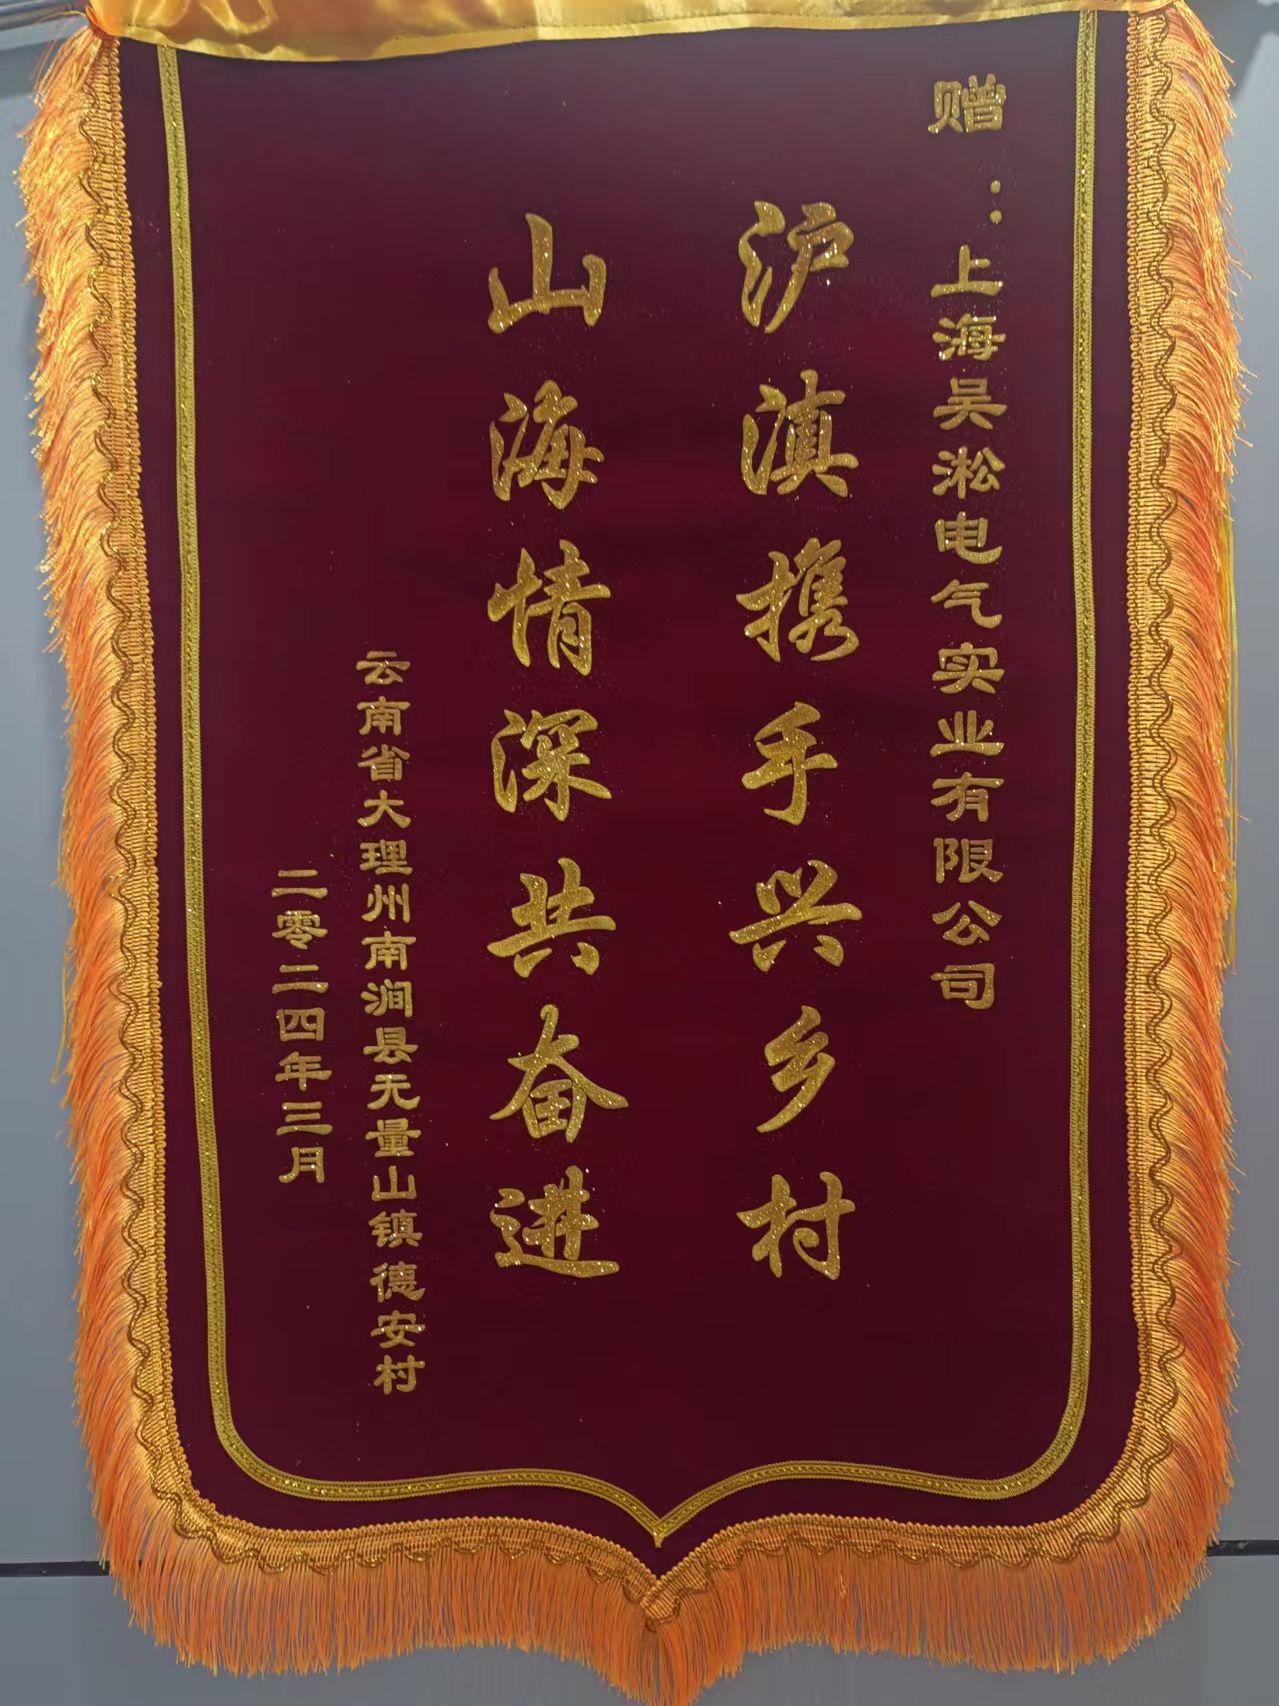 赠：上海吴淞电气实业有限公司
沪滇携手兴乡村
山海情深共奋进
云南省大理州南涧县无量山镇德安村
二零二四年三月